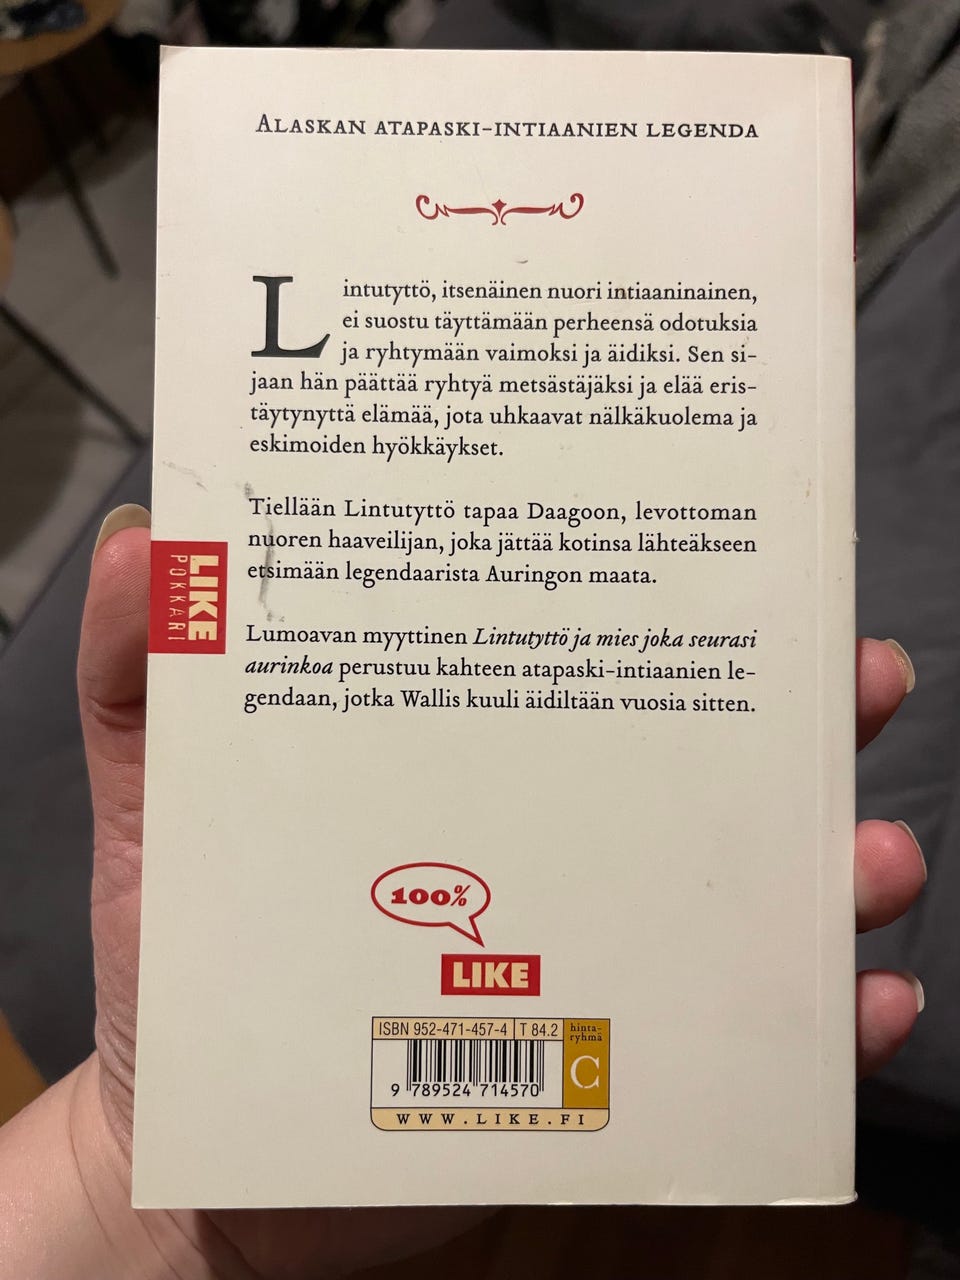 Alaskan atapaski-intiaanien legenda
Lintutyttö, itsenäinen nuori intiaaninainen,
ei suostu täyttämään perheensä odotuksia
ja ryhtymään vaimoksi ja äidiksi. Sen si-
jaan hän päättää ryhtyä metsästäjäksi ja elää eris-
täytynyttä elämää, jota uhkaavat nälkäkuolema ja
eskimoiden hyökkäykset.
Tiellään Lintutyttö tapaa Daagoon, levottoman
nuoren haaveilijan, joka jättää kotinsa lähteäkseen
etsimään legendaarista Auringon maata.
Lumoavan myyttinen Lintutyttö ja mies joka seurasi
aurinkoa perustuu kahteen atapaski-intiaanien le-
gendaan, jotka Wallis kuuli äidiltään vuosia sitten.
LIKE
POKKARI
100%
LIKE
ISBN 952-471-457-4 T 84.2
hinta-
ryhmä
C
9 789524 714570
WWW.LIKE.FI